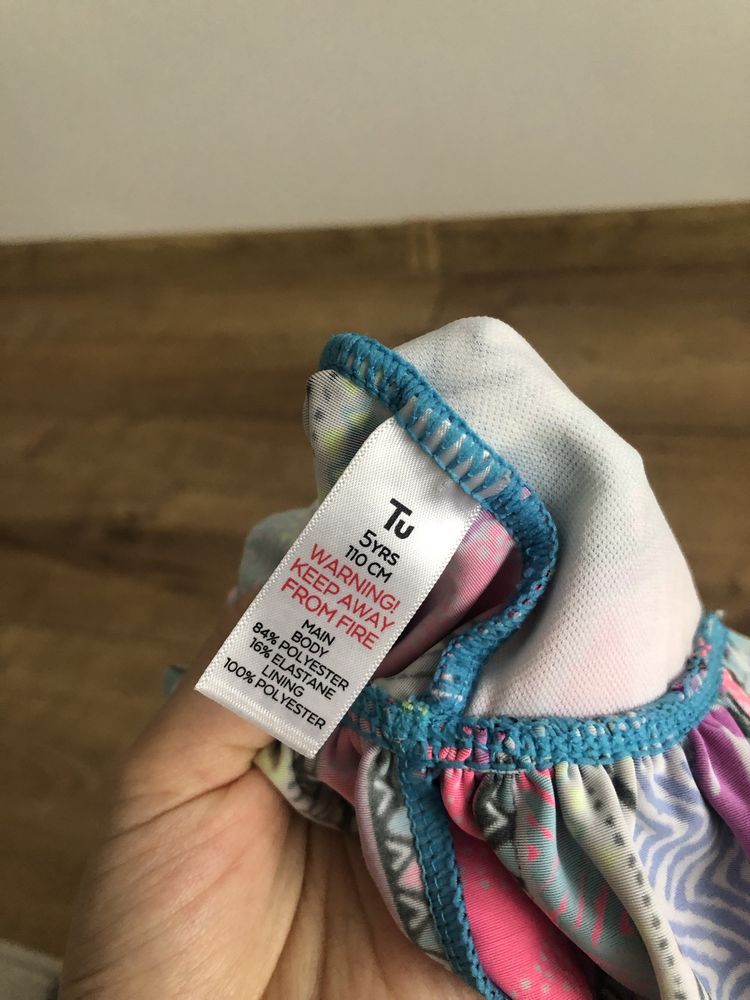 Tu
5YRS
110 CM
WARNING!
KEEP AWAY
FROM FIRE
MAIN
BODY
84% POLYESTER
16% ELASTANE
LINING
100% POLYESTER